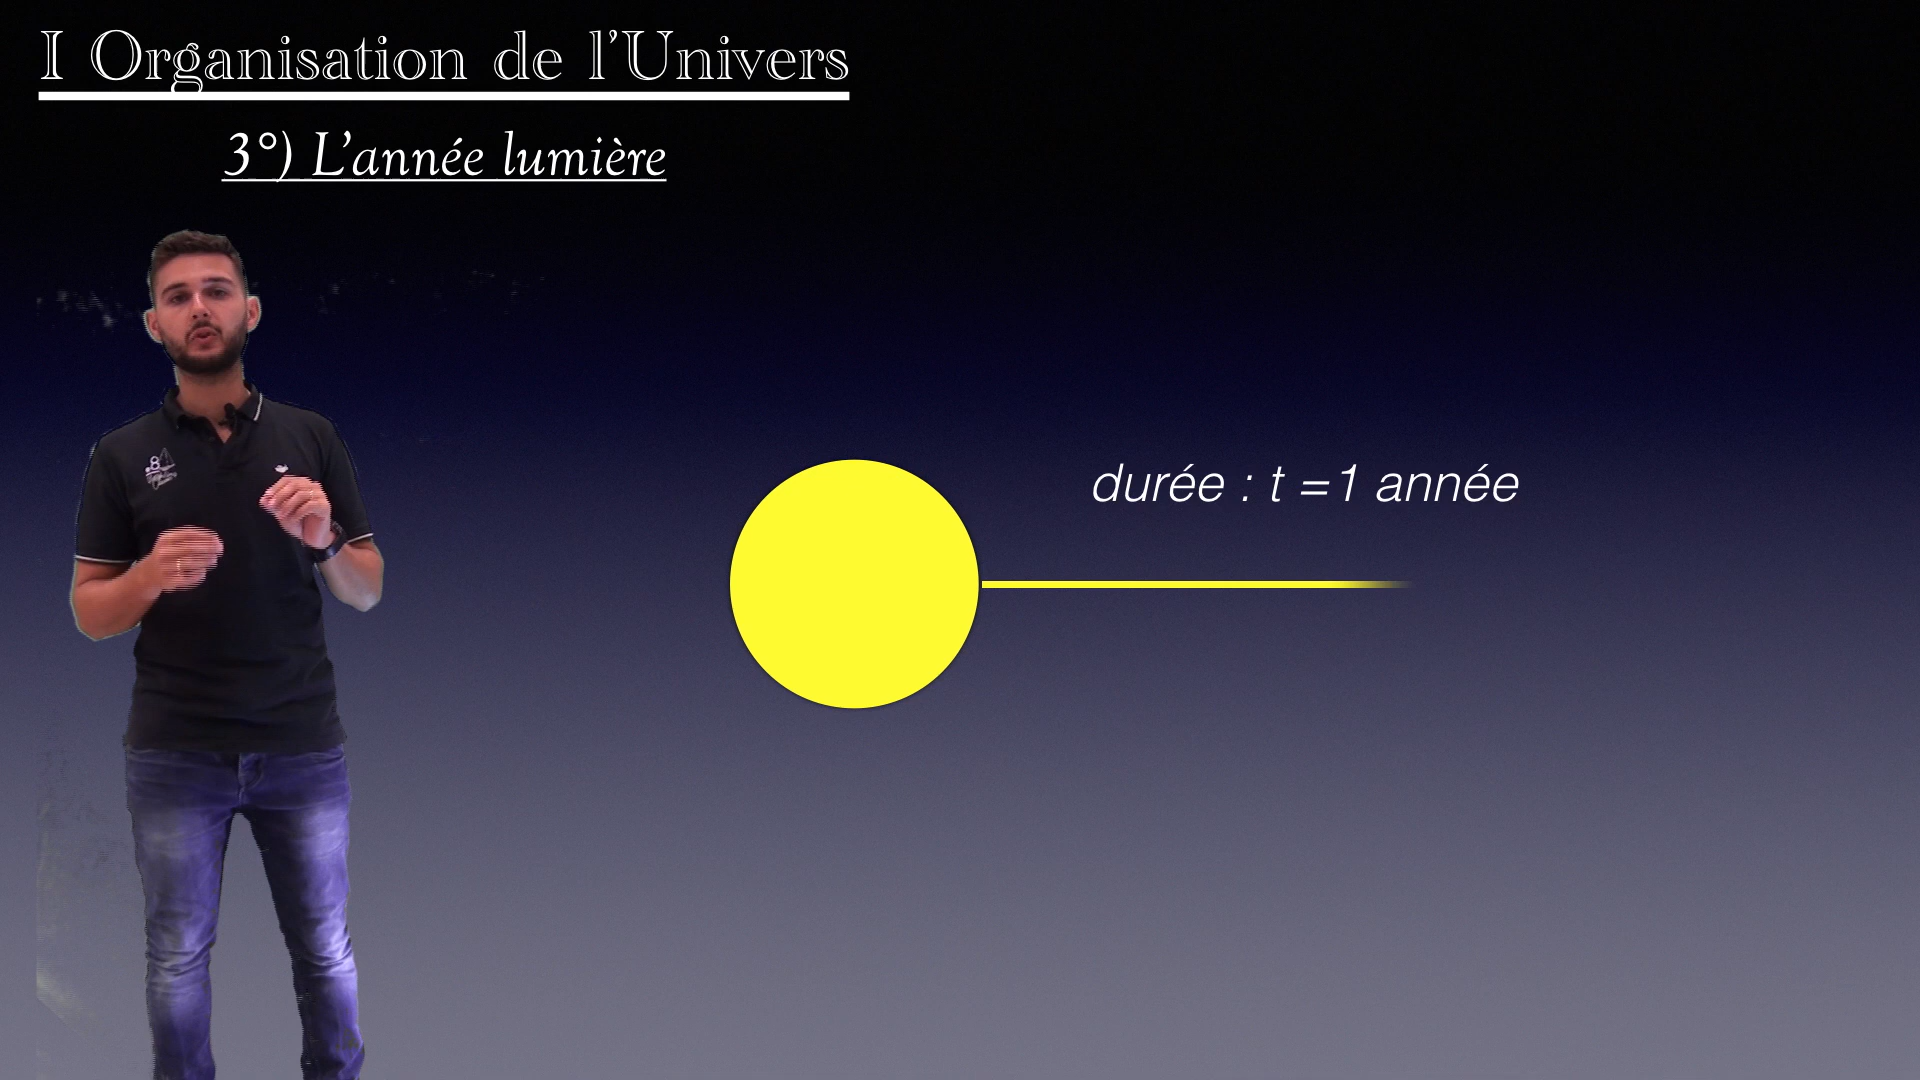 I Organisation de l'Univers
3°) L'année lumière
durée : t =1 année